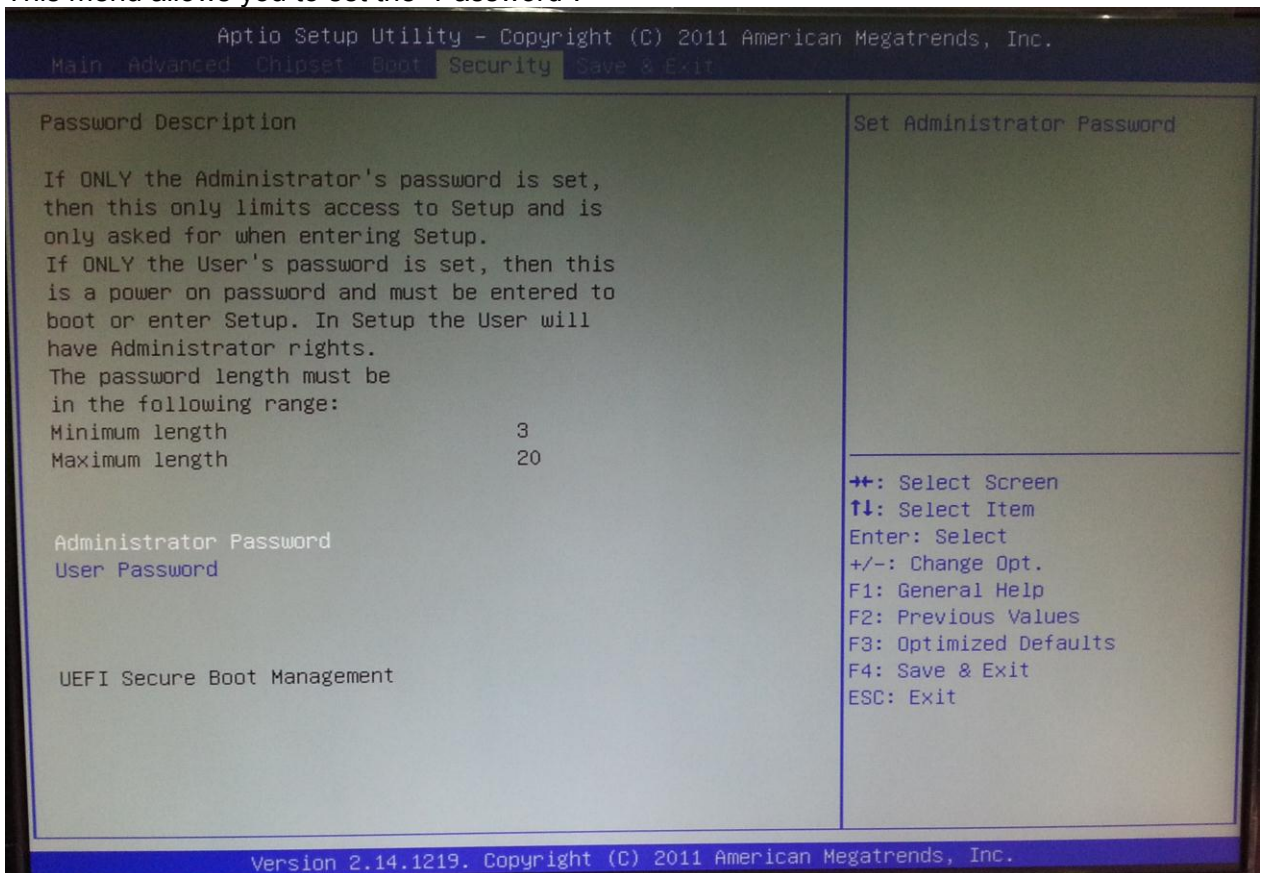 This menu allows you to set the "Password".
Aptio Setup Utility – Copyright (C) 2011 American Megatrends, Inc.
Main Advanced Chipset Boot Security Save & Exit
Password Description
If ONLY the Administrator's password is set,
then this only limits access to Setup and is
only asked for when entering Setup.
If ONLY the User's password is set, then this
is a power on password and must be entered to
boot or enter Setup. In Setup the User will
have Administrator rights.
The password length must be
in the following range:
Minimum length 3
Maximum length 20
Administrator Password
User Password
UEFI Secure Boot Management
Set Administrator Password
→←: Select Screen
↑↓: Select Item
Enter: Select
+/-: Change Opt.
F1: General Help
F2: Previous Values
F3: Optimized Defaults
F4: Save & Exit
ESC: Exit
Version 2.14.1219. Copyright (C) 2011 American Megatrends, Inc.